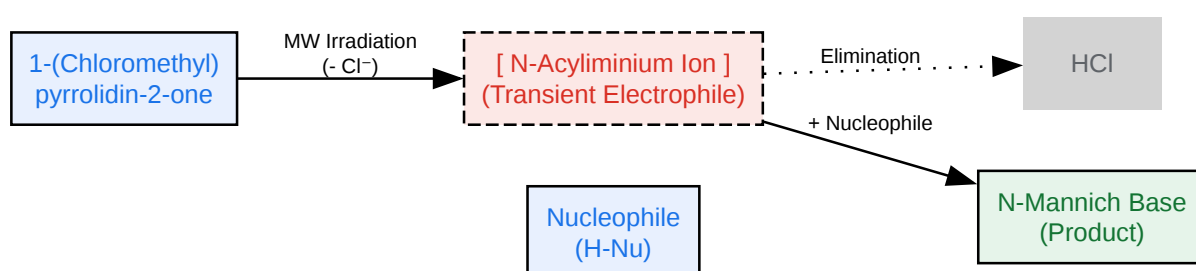 1-(Chloromethyl)
pyrrolidin-2-one
MW Irradiation
(- Cl⁻)
[ N-Acyliminium Ion ]
(Transient Electrophile)
Elimination
HCl
+ Nucleophile
Nucleophile
(H-Nu)
N-Mannich Base
(Product)